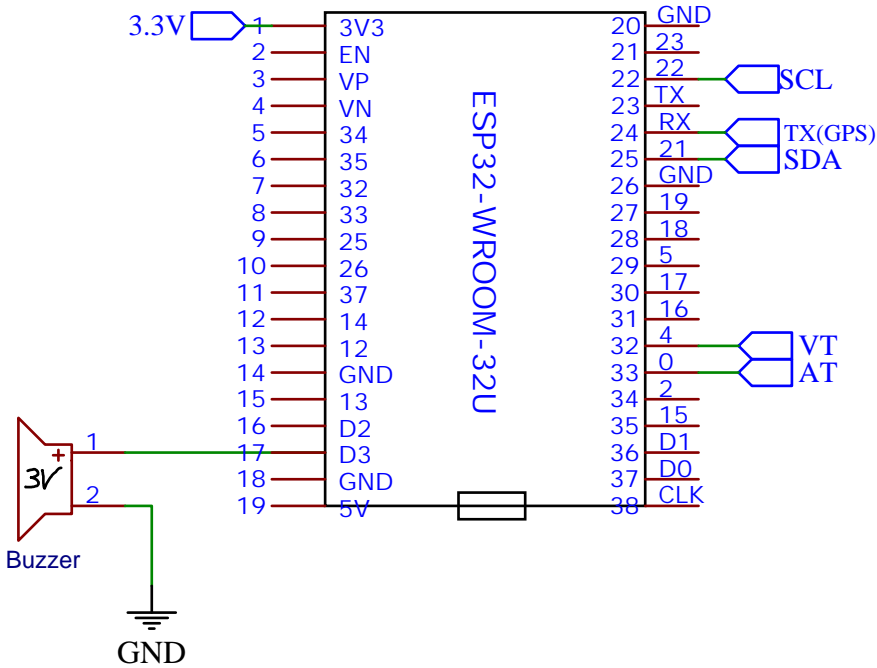 3.3V 1 3V3 20 GND
2 EN 21 23
3 VP 22 22 SCL
4 VN 23 TX
5 34 24 RX TX(GPS)
6 35 25 21 SDA
7 32 26 GND
8 33 27 19
9 25 28 18
10 26 29 5
11 37 30 17
12 14 31 16
13 12 32 4 VT
14 GND 33 0 AT
15 13 34 2
16 D2 35 15
1 17 D3 36 D1
18 GND 37 D0
2 19 5V 38 CLK
ESP32-WROOM-32U
+
3V
Buzzer
GND